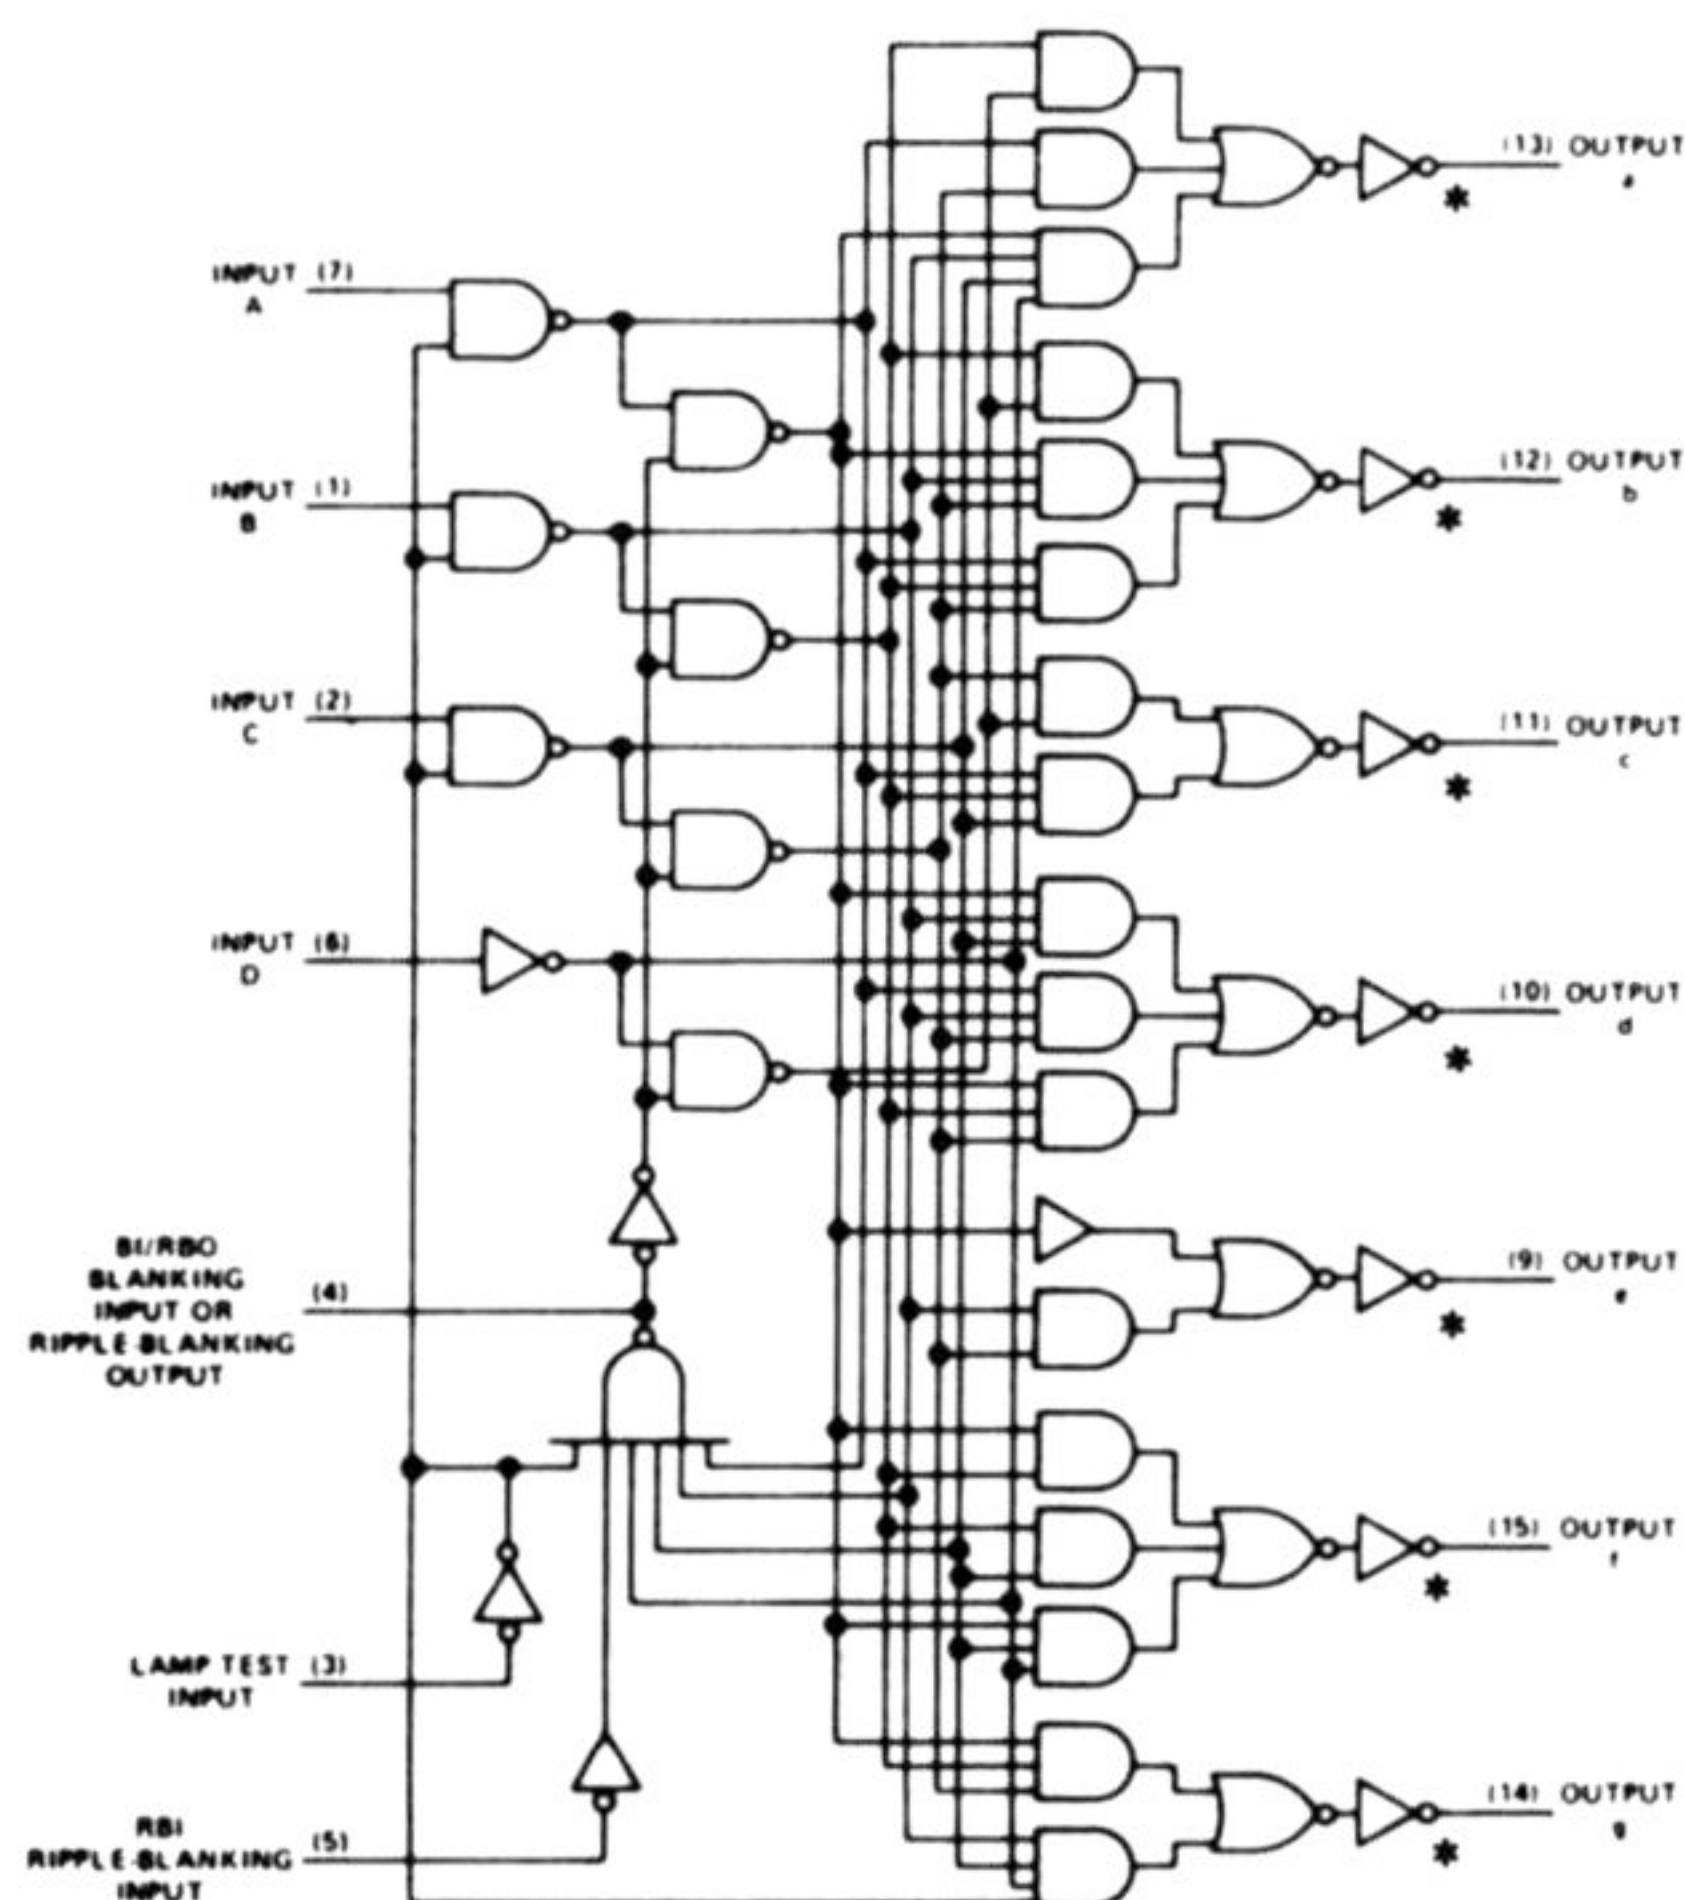 (13) OUTPUT
a
*
INPUT (7)
A
(12) OUTPUT
b
*
INPUT (1)
B
INPUT (2)
C
(11) OUTPUT
c
*
INPUT (6)
D
(10) OUTPUT
d
*
BI/RBO
BLANKING
INPUT OR
RIPPLE-BLANKING
OUTPUT
(4)
(9) OUTPUT
e
*
(15) OUTPUT
f
*
LAMP TEST (3)
INPUT
(14) OUTPUT
g
*
RBI
RIPPLE-BLANKING
INPUT
(5)